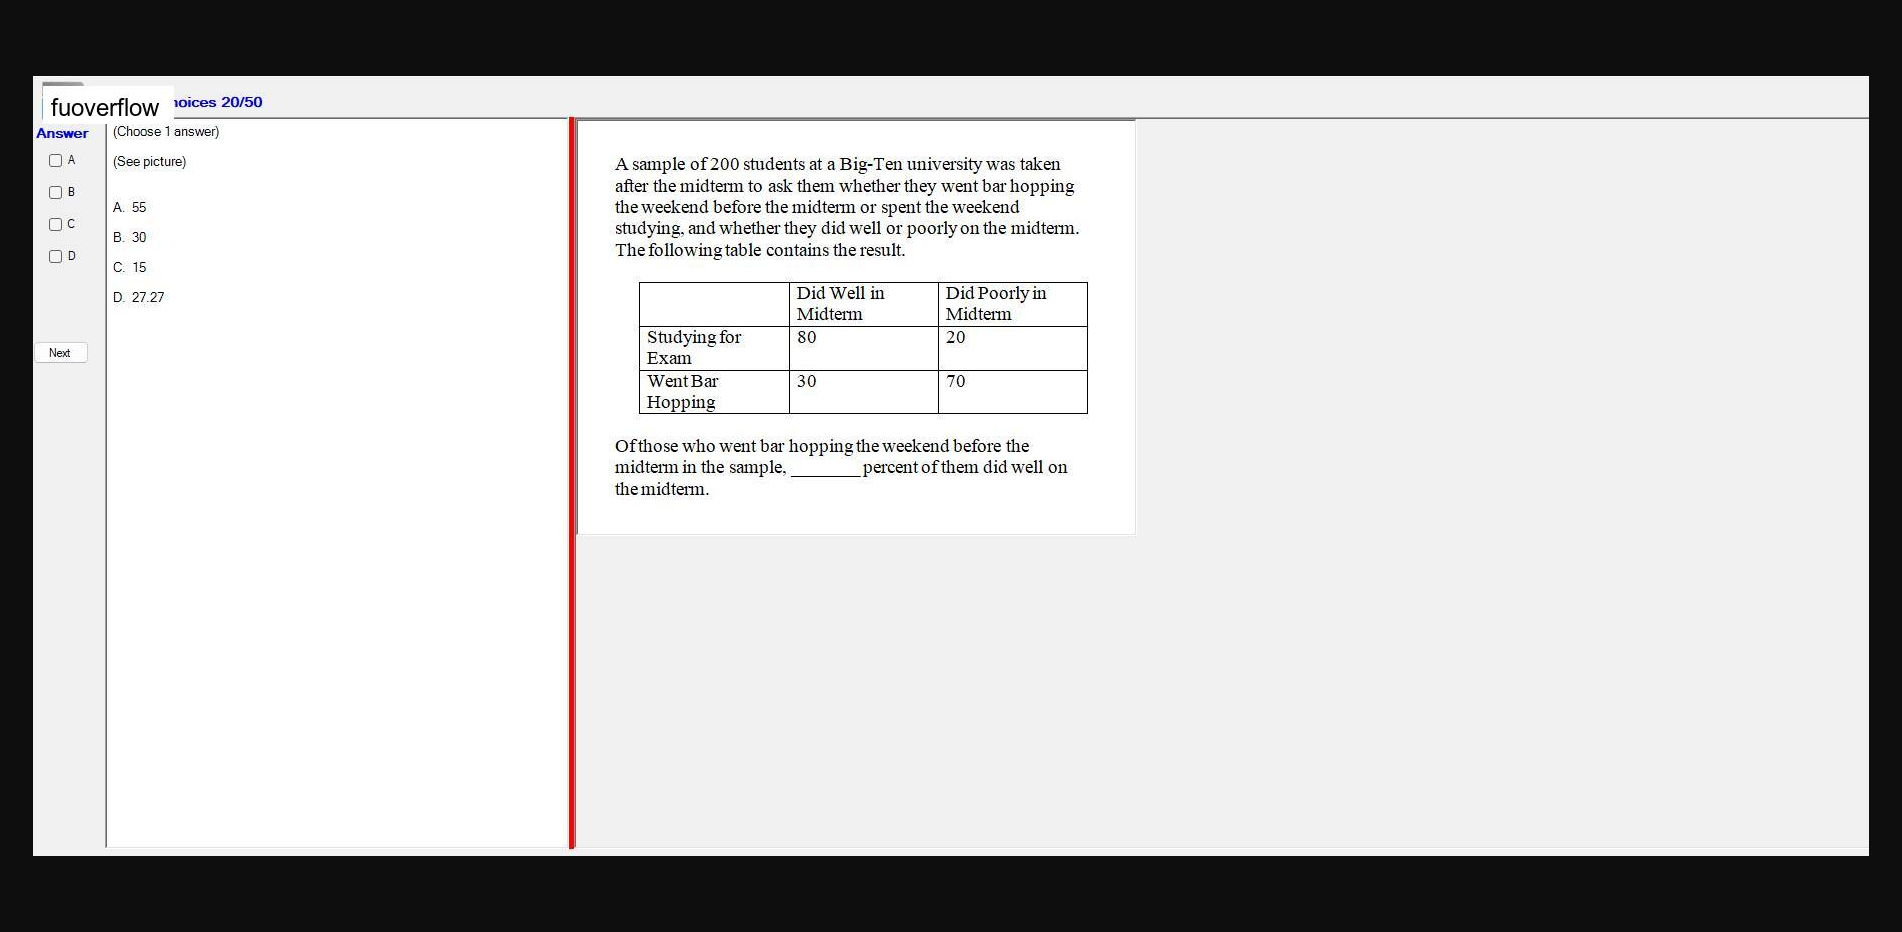 fuoverflow
hoices 20/50
Answer
A
B
C
D
Next
(Choose 1 answer)
(See picture)
A. 55
B. 30
C. 15
D. 27.27
A sample of 200 students at a Big-Ten university was taken
after the midterm to ask them whether they went bar hopping
the weekend before the midterm or spent the weekend
studying, and whether they did well or poorly on the midterm.
The following table contains the result.
Did Well in Midterm
Did Poorly in Midterm
Studying for Exam
80
20
Went Bar Hopping
30
70
Of those who went bar hopping the weekend before the
midterm in the sample, ________ percent of them did well on
the midterm.